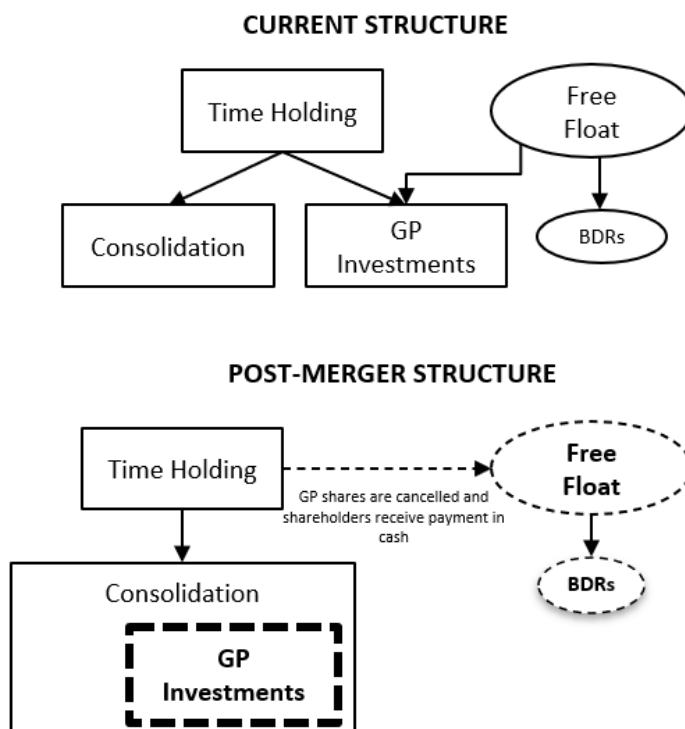 CURRENT STRUCTURE
Time Holding
Free
Float
Consolidation
GP
Investments
BDRs
POST-MERGER STRUCTURE
Time Holding
Free
Float
GP shares are cancelled and
shareholders receive payment in
cash
Consolidation
BDRs
GP
Investments